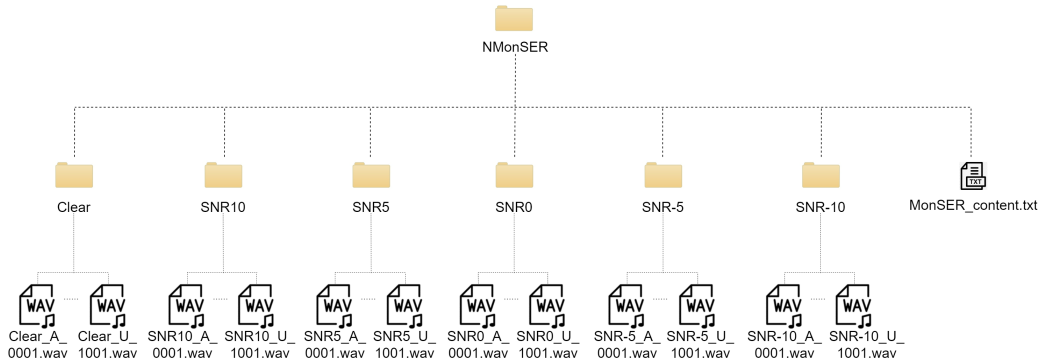 NMonSER
Clear
SNR10
SNR5
SNR0
SNR-5
SNR-10
TXT
MonSER_content.txt
WAV
WAV
WAV
WAV
WAV
WAV
WAV
WAV
WAV
WAV
WAV
WAV
Clear_A_
0001.wav
Clear_U_
1001.wav
SNR10_A_
0001.wav
SNR10_U_
1001.wav
SNR5_A_
0001.wav
SNR5_U_
1001.wav
SNR0_A_
0001.wav
SNR0_U_
1001.wav
SNR-5_A_
0001.wav
SNR-5_U_
1001.wav
SNR-10_A_
0001.wav
SNR-10_U_
1001.wav